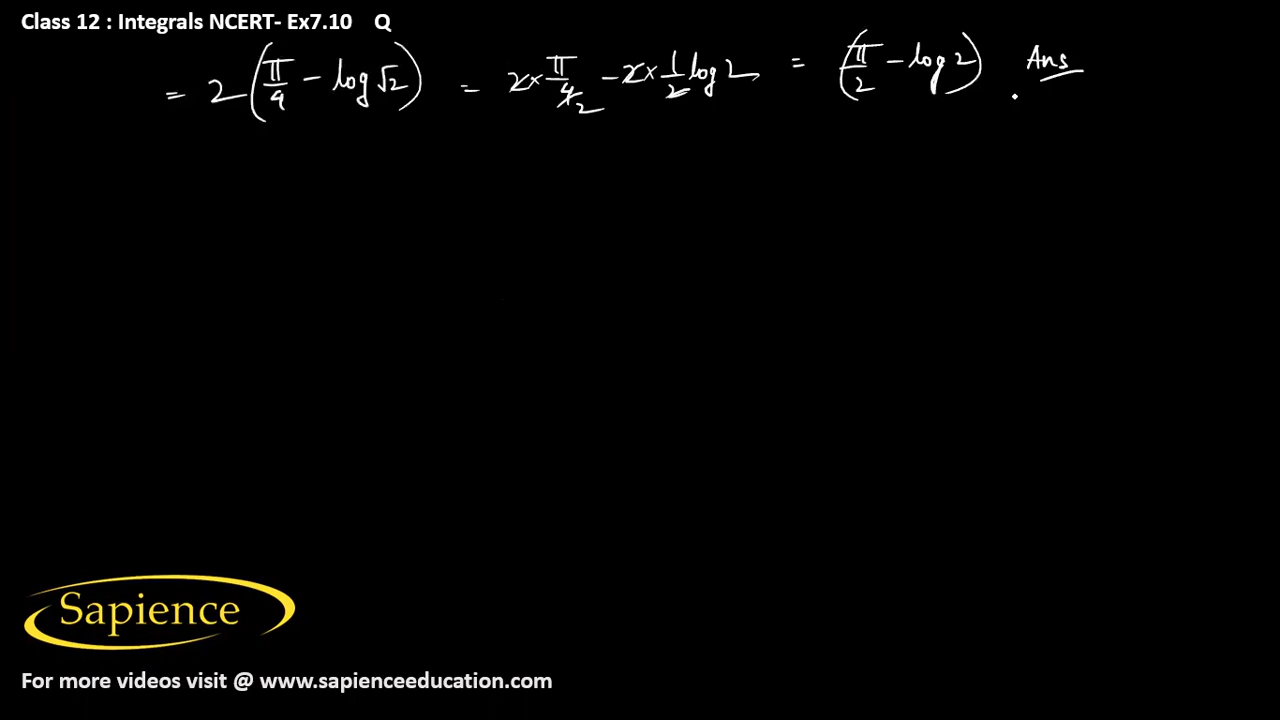 Class 12 : Integrals NCERT- Ex7.10 Q
= 2(π/4 - log √2) = 2 × π/4 2 - 2 × 1/2 log 2 = (π/2 - log 2) Ans
Sapience
For more videos visit @ www.sapienceeducation.com